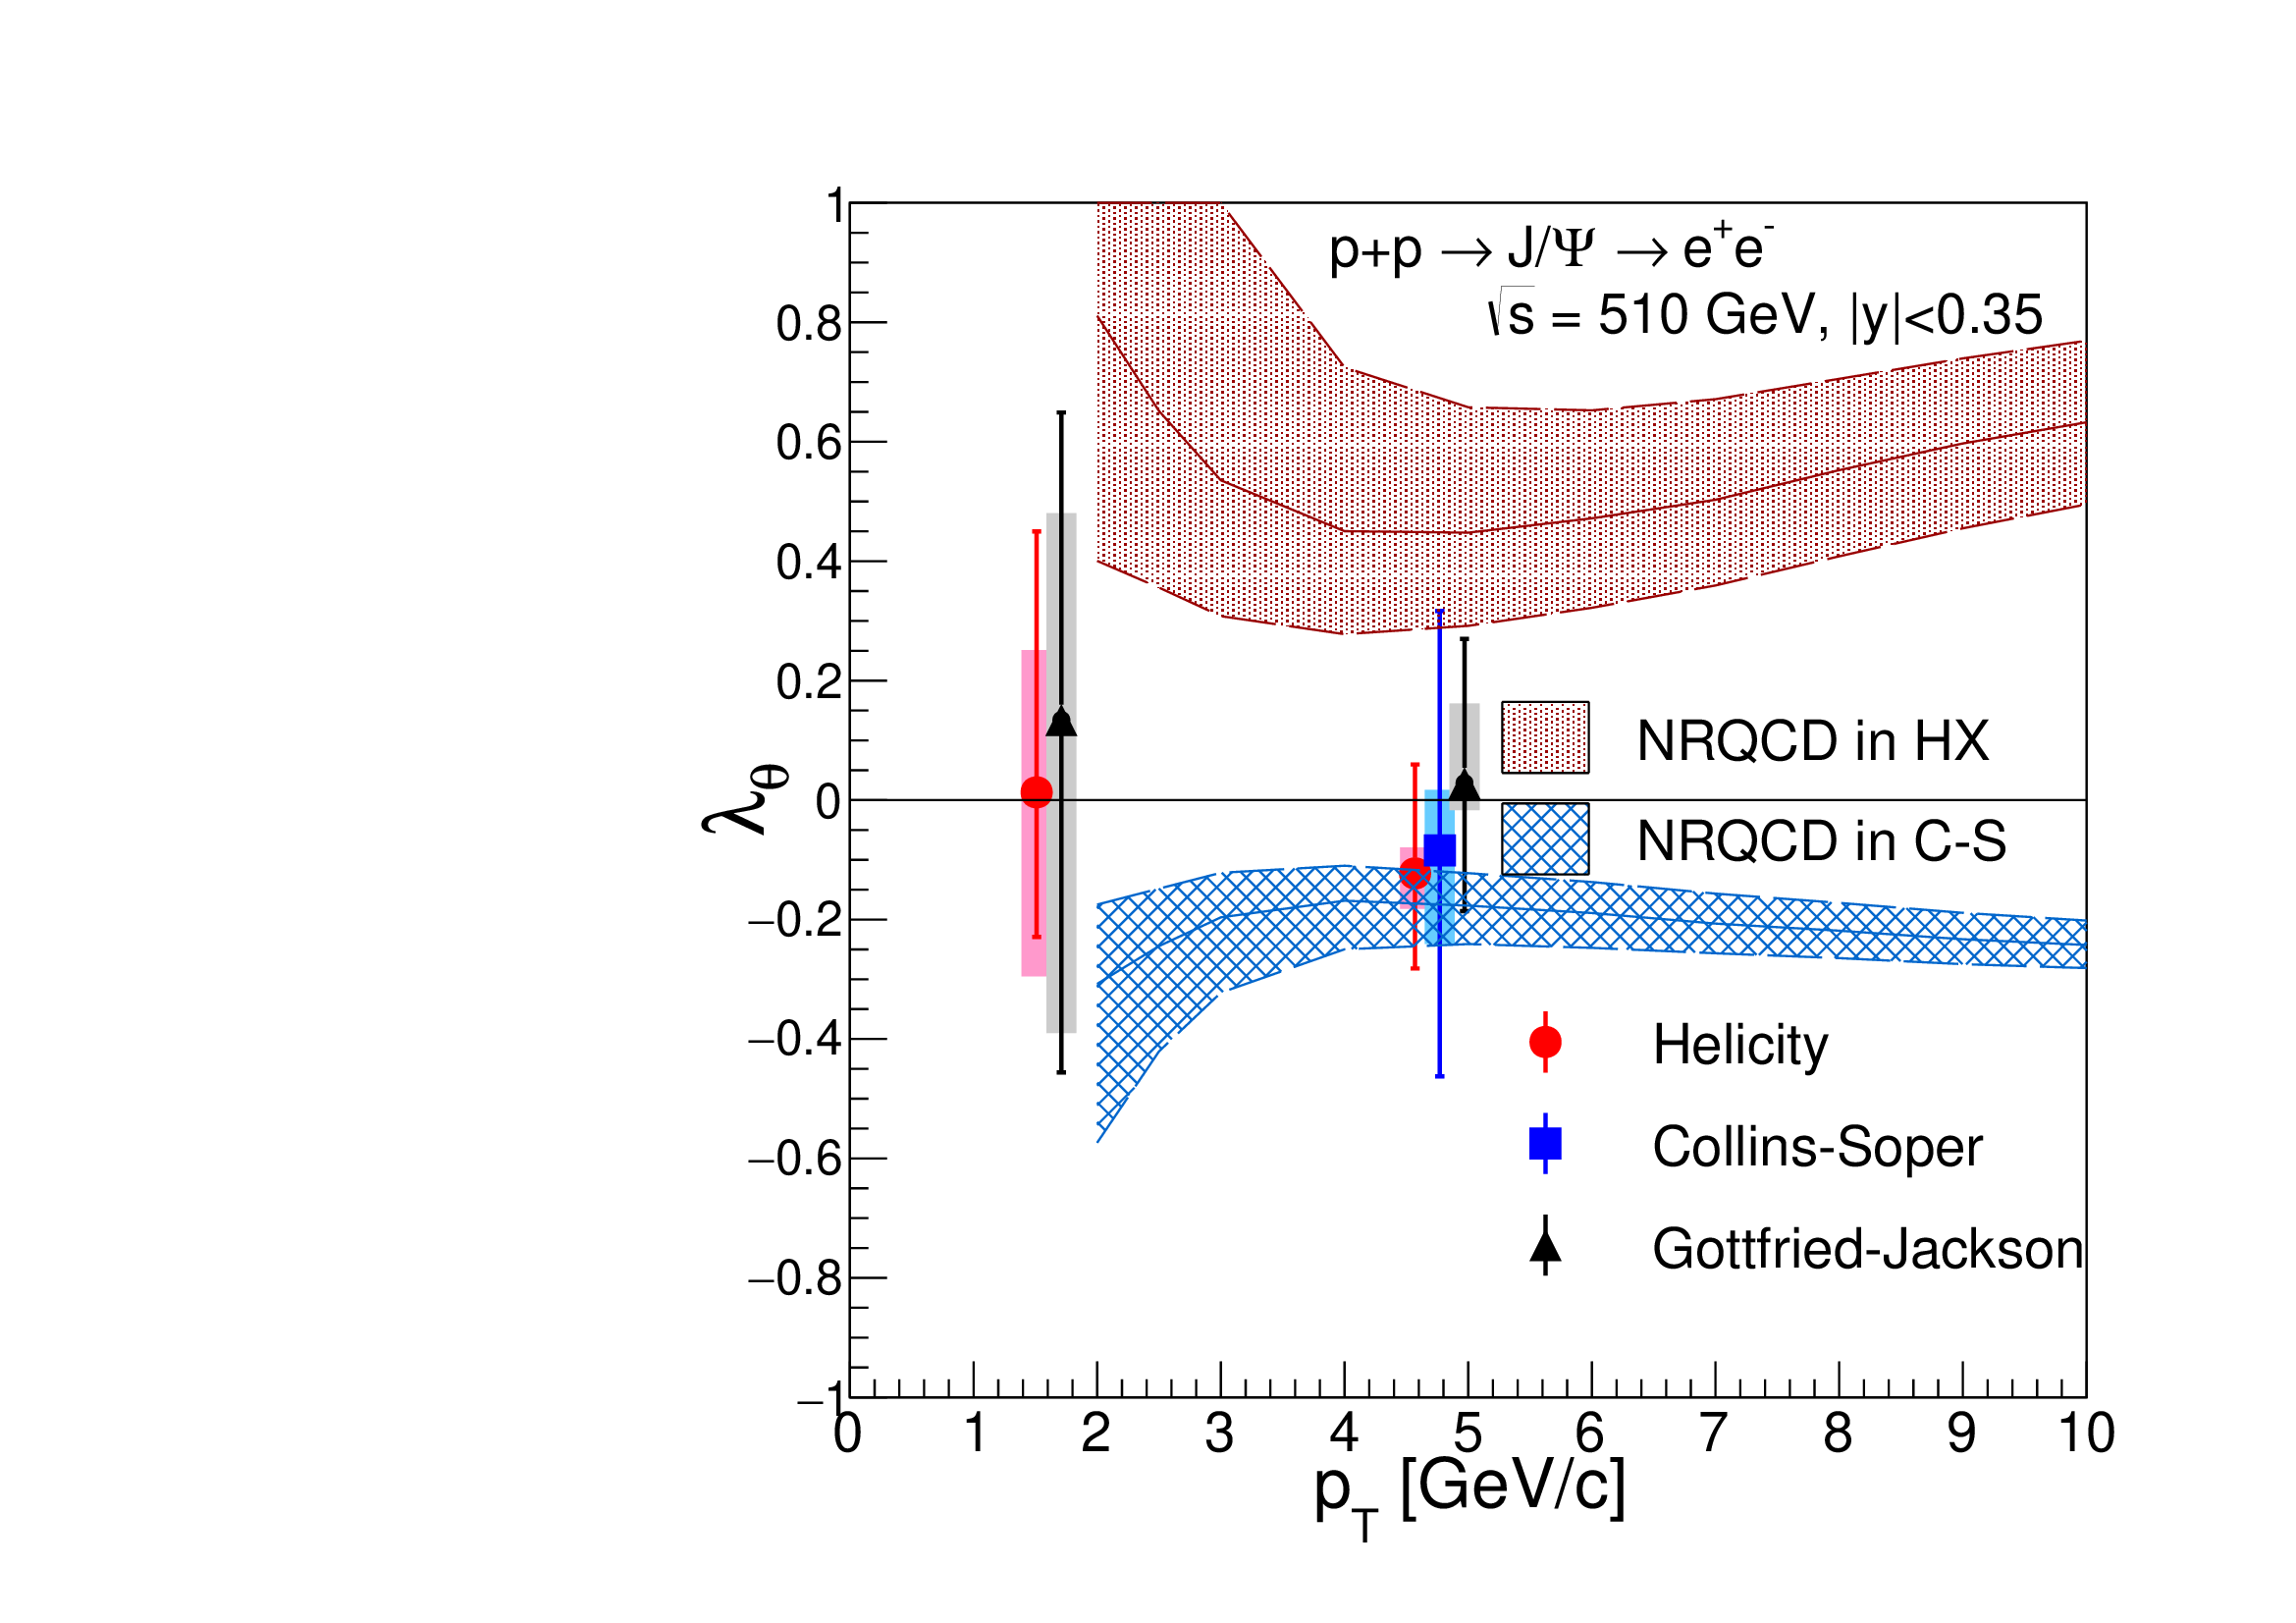 p+p → J/Ψ → e⁺e⁻
√s = 510 GeV, |y|<0.35
1
0.8
0.6
0.4
0.2
0
−0.2
−0.4
−0.6
−0.8
−1
λθ
NRQCD in HX
NRQCD in C-S
Helicity
Collins-Soper
Gottfried-Jackson
0 1 2 3 4 5 6 7 8 9 10
pT [GeV/c]